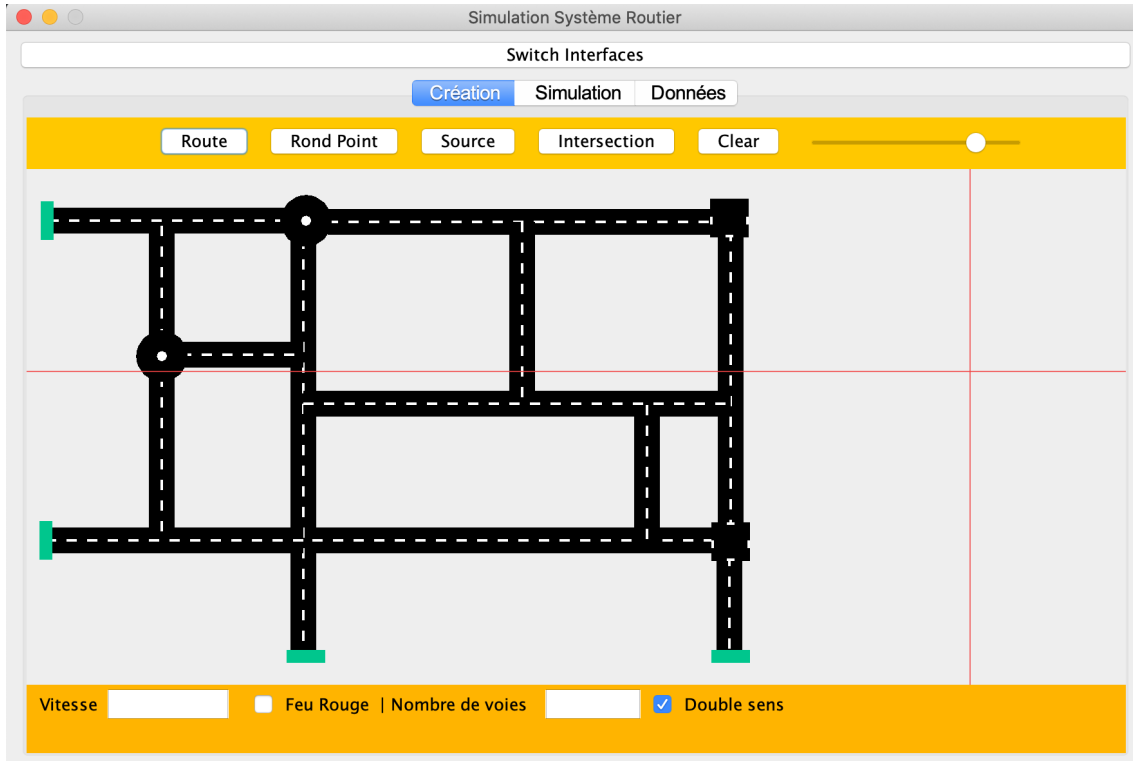 Simulation Système Routier
Switch Interfaces
Création Simulation Données
Route Rond Point Source Intersection Clear
Vitesse Feu Rouge | Nombre de voies Double sens